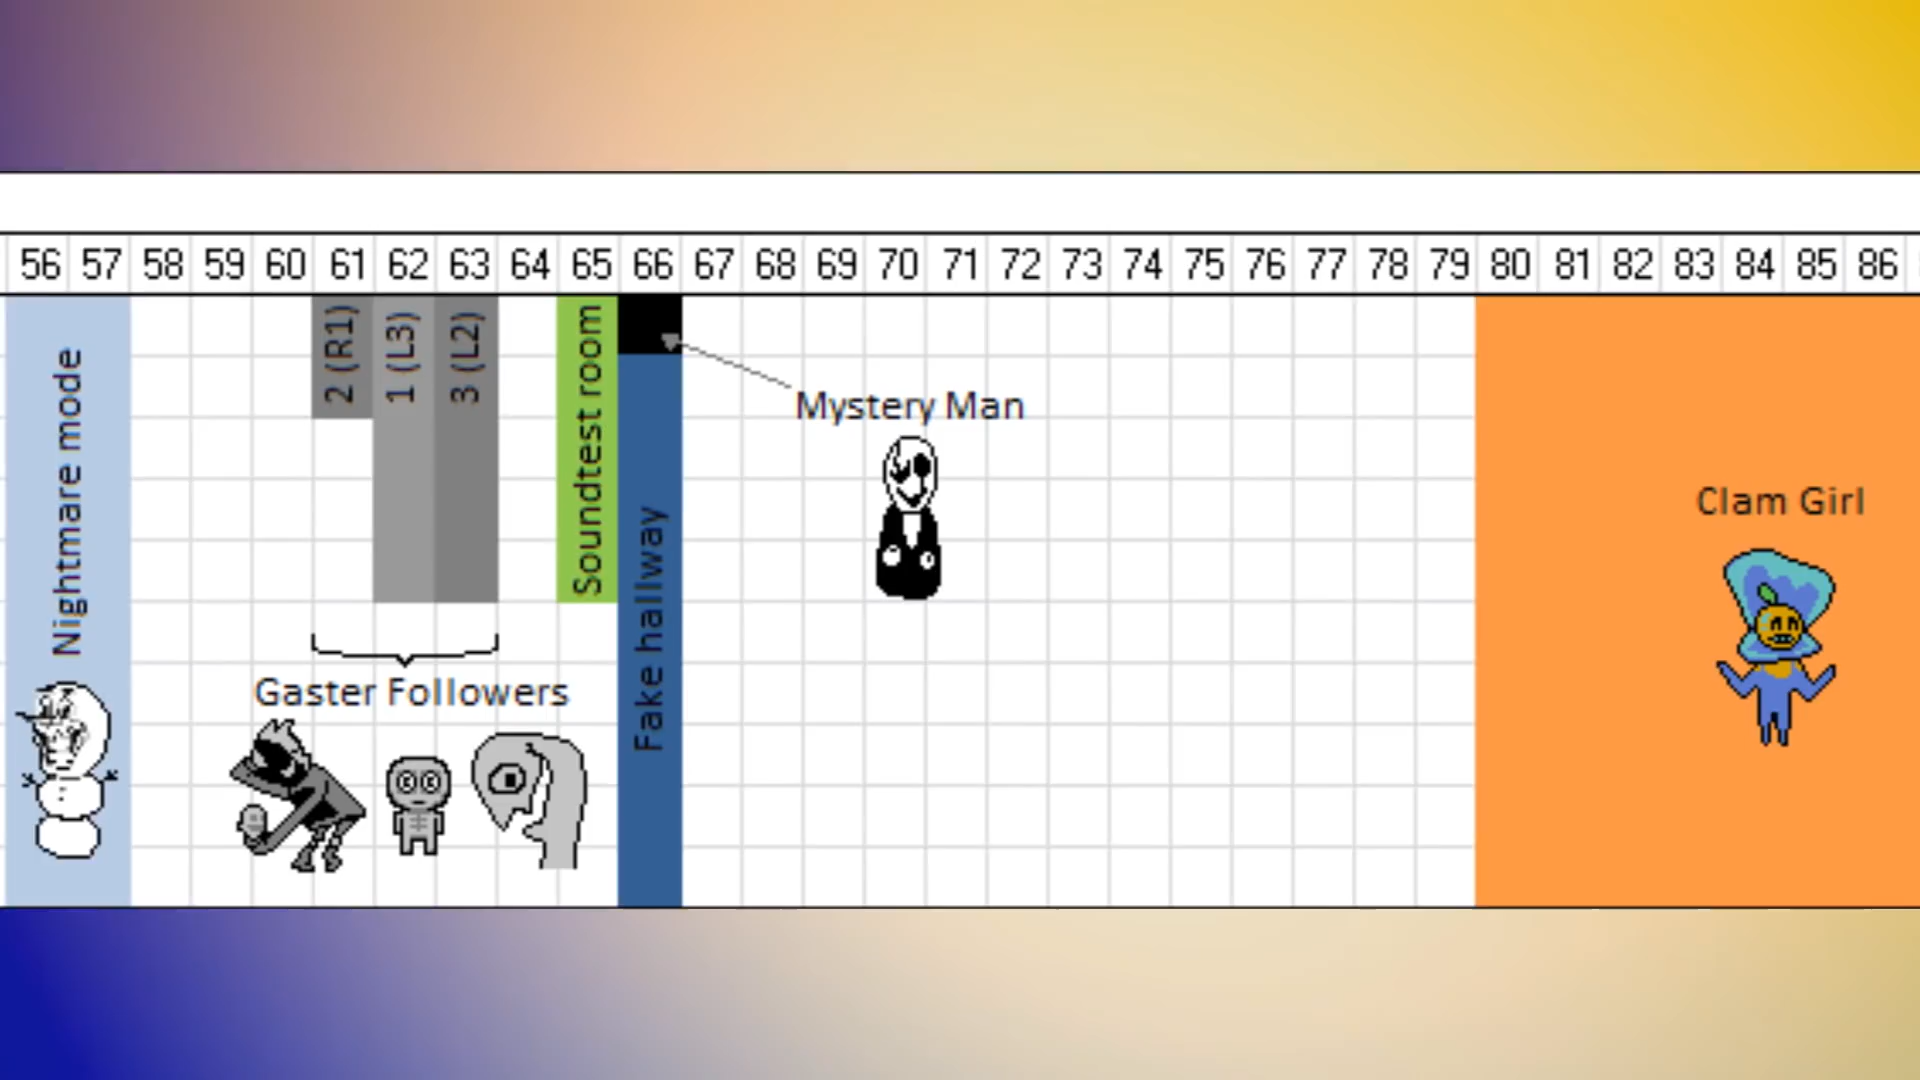 56 57 58 59 60 61 62 63 64 65 66 67 68 69 70 71 72 73 74 75 76 77 78 79 80 81 82 83 84 85 86
Nightmare mode
2 (R1)
1 (L3)
3 (L2)
Soundtest room
Fake hallway
Mystery Man
Clam Girl
Gaster Followers